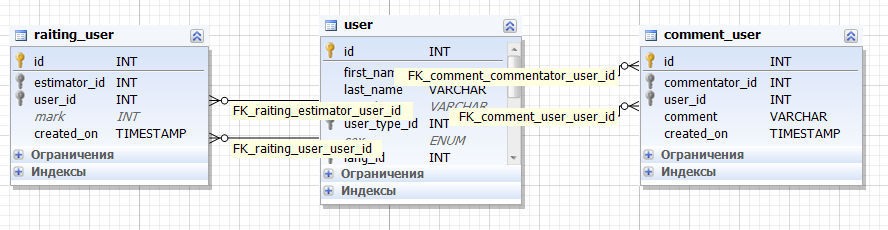 raiting_user
id INT
estimator_id INT
user_id INT
mark INT
created_on TIMESTAMP
Ограничения
Индексы
FK_raiting_estimator_user_id
FK_raiting_user_user_id
user
id INT
first_name
last_name VARCHAR
VARCHAR
user_type_id INT
ENUM
lang_id INT
Ограничения
Индексы
FK_comment_commentator_user_id
FK_comment_user_user_id
comment_user
id INT
commentator_id INT
user_id INT
comment VARCHAR
created_on TIMESTAMP
Ограничения
Индексы